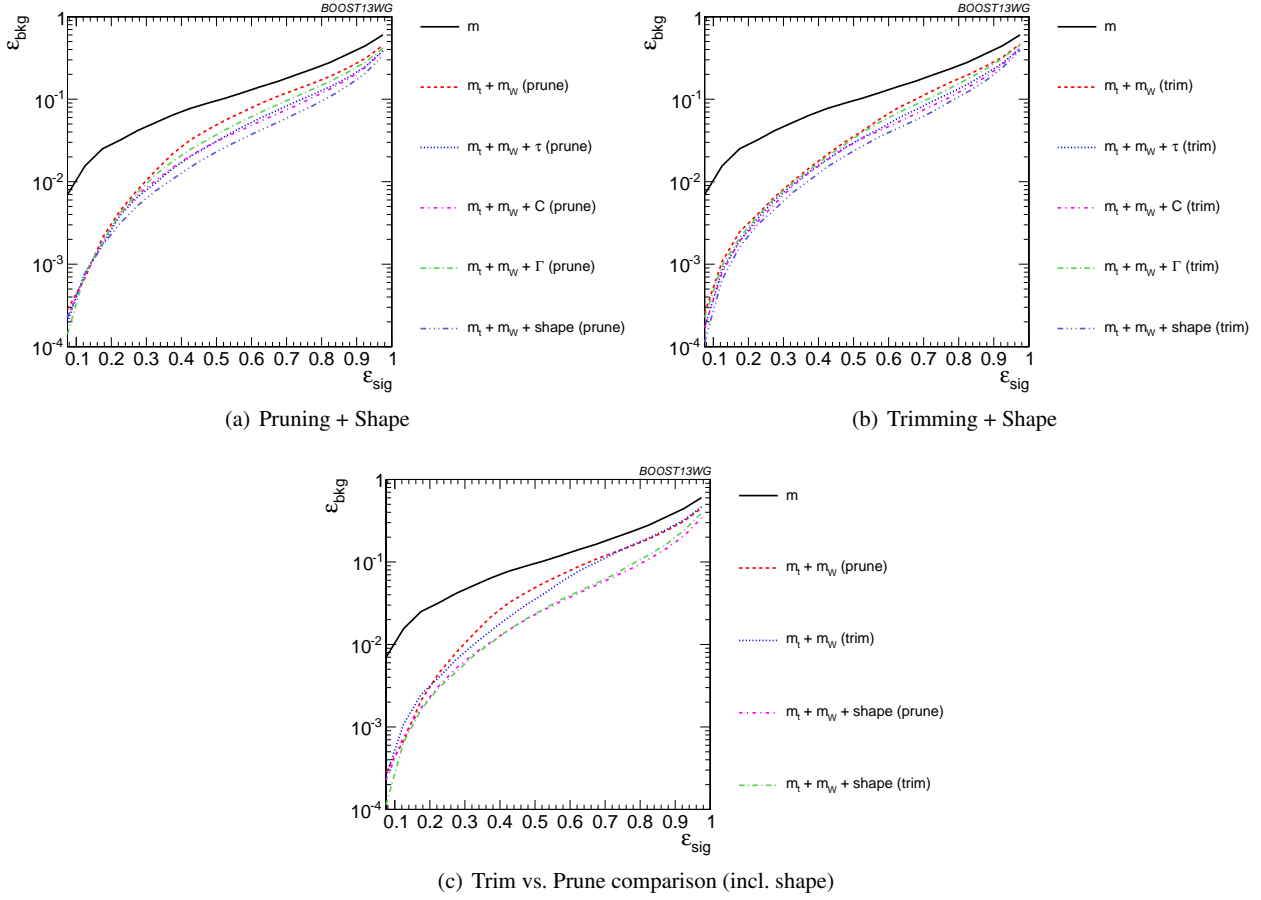 BOOST13WG
ε_bkg
1
10⁻¹
10⁻²
10⁻³
10⁻⁴
0.1 0.2 0.3 0.4 0.5 0.6 0.7 0.8 0.9 1
ε_sig
m
m_t + m_W (prune)
m_t + m_W + τ (prune)
m_t + m_W + C (prune)
m_t + m_W + Γ (prune)
m_t + m_W + shape (prune)
(a) Pruning + Shape
BOOST13WG
ε_bkg
1
10⁻¹
10⁻²
10⁻³
10⁻⁴
0.1 0.2 0.3 0.4 0.5 0.6 0.7 0.8 0.9 1
ε_sig
m
m_t + m_W (trim)
m_t + m_W + τ (trim)
m_t + m_W + C (trim)
m_t + m_W + Γ (trim)
m_t + m_W + shape (trim)
(b) Trimming + Shape
BOOST13WG
ε_bkg
1
10⁻¹
10⁻²
10⁻³
10⁻⁴
0.1 0.2 0.3 0.4 0.5 0.6 0.7 0.8 0.9 1
ε_sig
m
m_t + m_W (prune)
m_t + m_W (trim)
m_t + m_W + shape (prune)
m_t + m_W + shape (trim)
(c) Trim vs. Prune comparison (incl. shape)